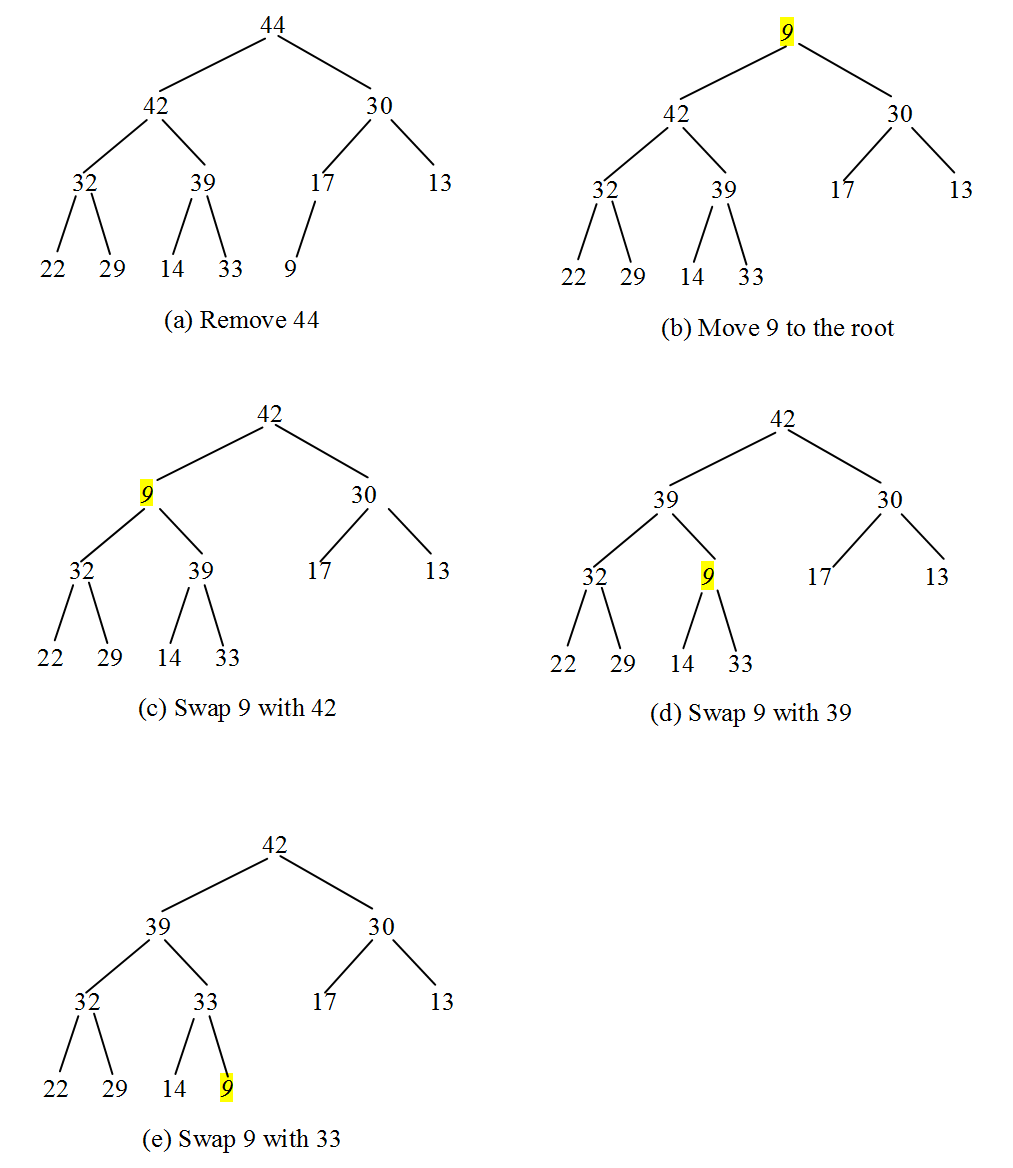 44
42 30
32 39 17 13
22 29 14 33 9
(a) Remove 44
9
42 30
32 39 17 13
22 29 14 33
(b) Move 9 to the root
42
9 30
32 39 17 13
22 29 14 33
(c) Swap 9 with 42
42
39 30
32 9 17 13
22 29 14 33
(d) Swap 9 with 39
42
39 30
32 33 17 13
22 29 14 9
(e) Swap 9 with 33